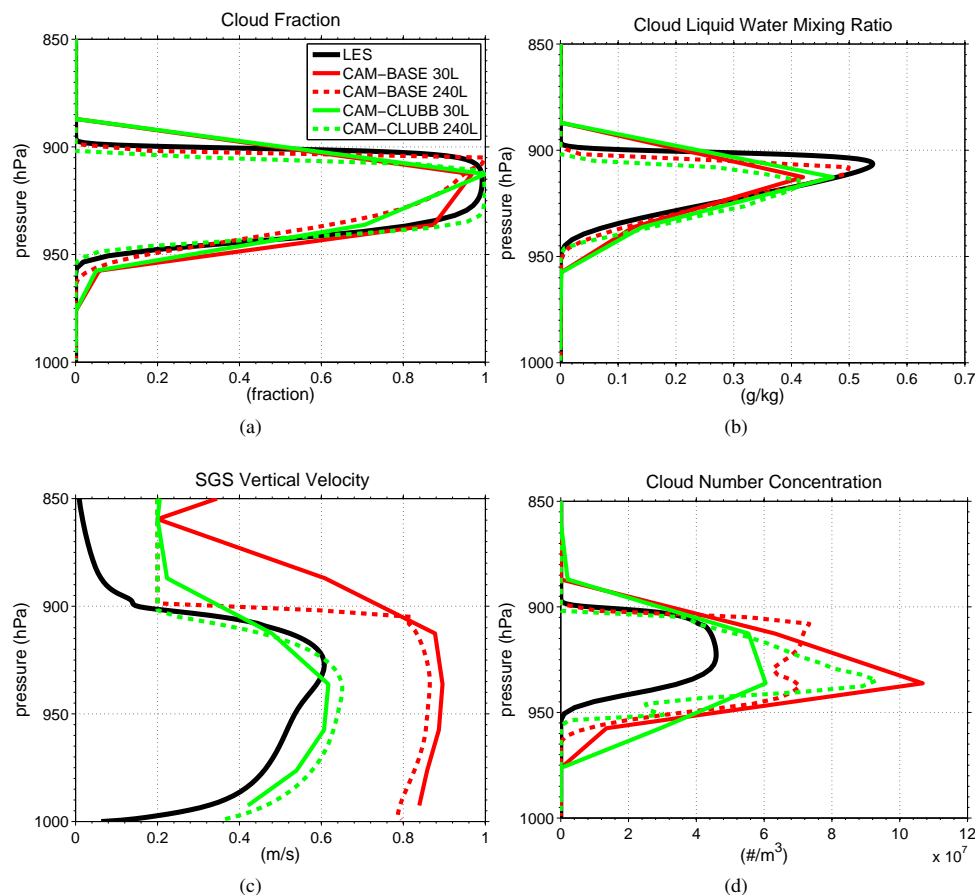 Cloud Fraction
850
900
950
1000
pressure (hPa)
LES
CAM−BASE 30L
CAM−BASE 240L
CAM−CLUBB 30L
CAM−CLUBB 240L
0 0.2 0.4 0.6 0.8 1
(fraction)
(a)
Cloud Liquid Water Mixing Ratio
850
900
950
1000
pressure (hPa)
0 0.1 0.2 0.3 0.4 0.5 0.6 0.7
(g/kg)
(b)
SGS Vertical Velocity
850
900
950
1000
pressure (hPa)
0 0.2 0.4 0.6 0.8 1
(m/s)
(c)
Cloud Number Concentration
850
900
950
1000
pressure (hPa)
0 2 4 6 8 10 12
x 10^7
(#/m^3)
(d)